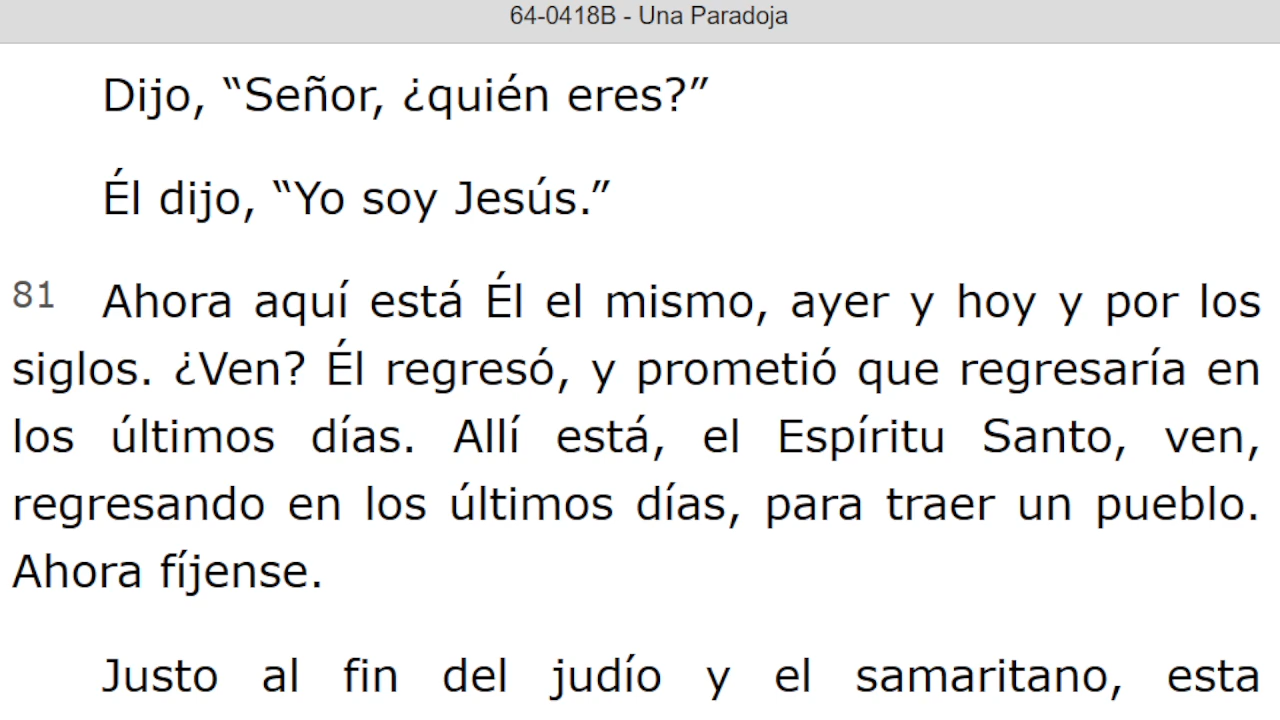 64-0418B - Una Paradoja
Dijo, “Señor, ¿quién eres?”
Él dijo, “Yo soy Jesús.”
81 Ahora aquí está Él el mismo, ayer y hoy y por los
siglos. ¿Ven? Él regresó, y prometió que regresaría en
los últimos días. Allí está, el Espíritu Santo, ven,
regresando en los últimos días, para traer un pueblo.
Ahora fíjense.
Justo al fin del judío y el samaritano, esta